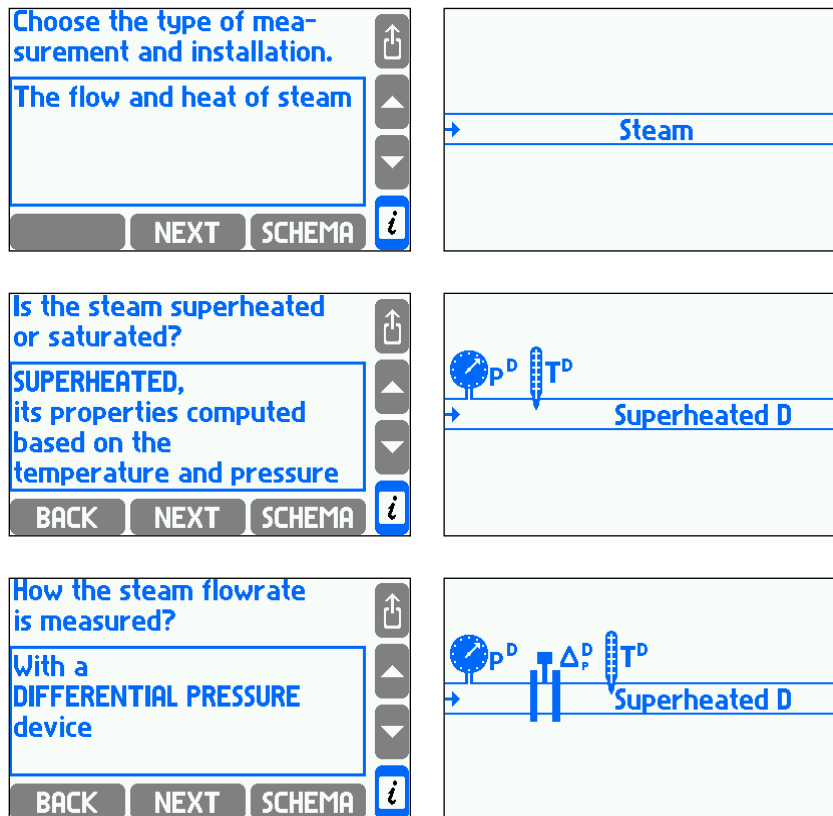 Choose the type of mea-
surement and installation.
The flow and heat of steam
NEXT SCHEMA i
Steam
Is the steam superheated
or saturated?
SUPERHEATED,
its properties computed
based on the
temperature and pressure
BACK NEXT SCHEMA i
p D T D
Superheated D
How the steam flowrate
is measured?
With a
DIFFERENTIAL PRESSURE
device
BACK NEXT SCHEMA i
p D Δ D P T D
Superheated D